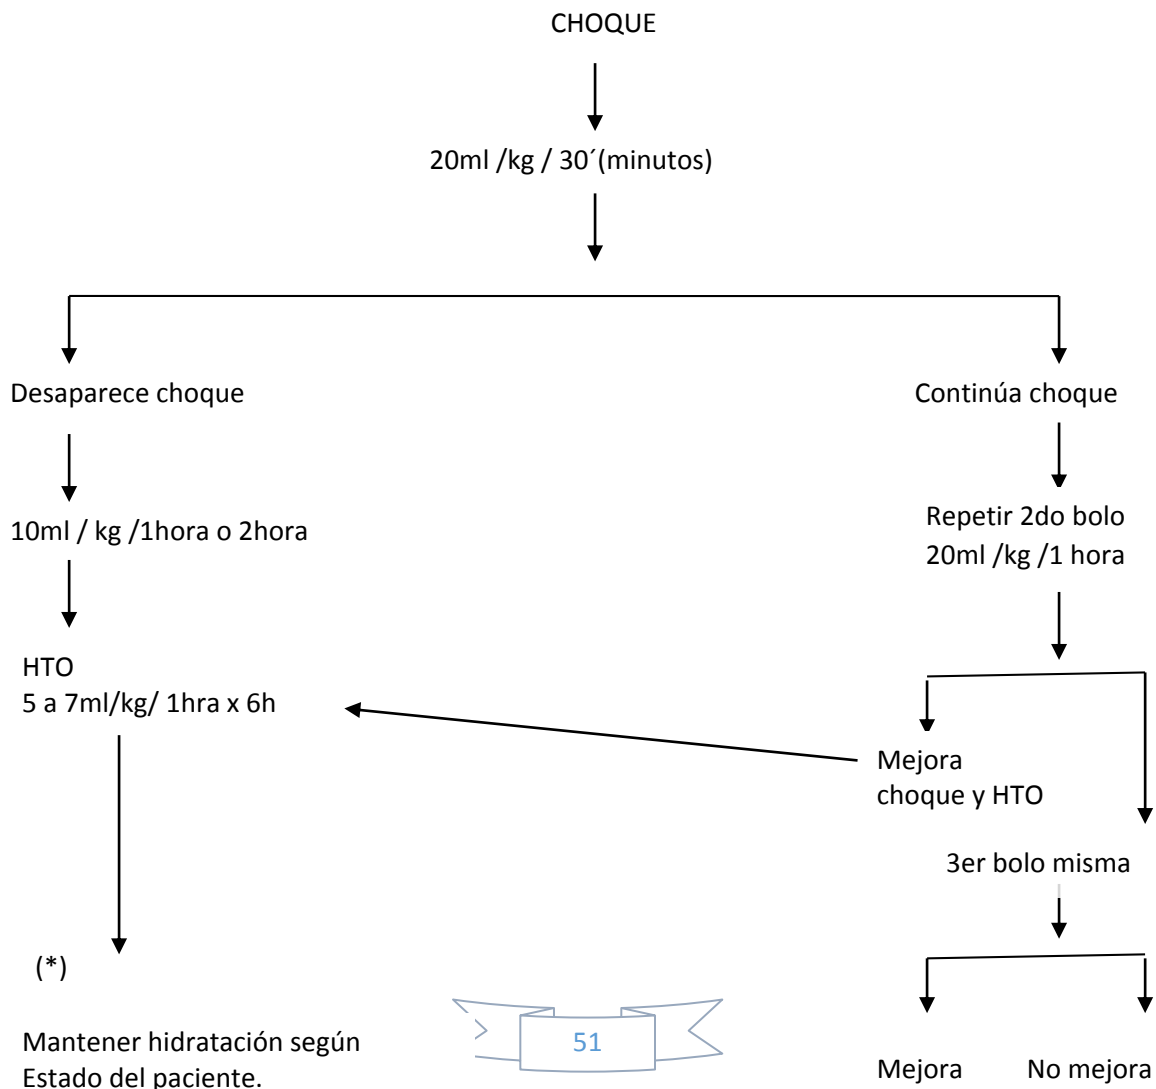 CHOQUE
20ml /kg / 30´(minutos)
Desaparece choque
Continúa choque
10ml / kg /1hora o 2hora
Repetir 2do bolo
20ml /kg /1 hora
HTO
5 a 7ml/kg/ 1hra x 6h
Mejora
choque y HTO
3er bolo misma
(*)
Mantener hidratación según
Estado del paciente.
51
Mejora
No mejora